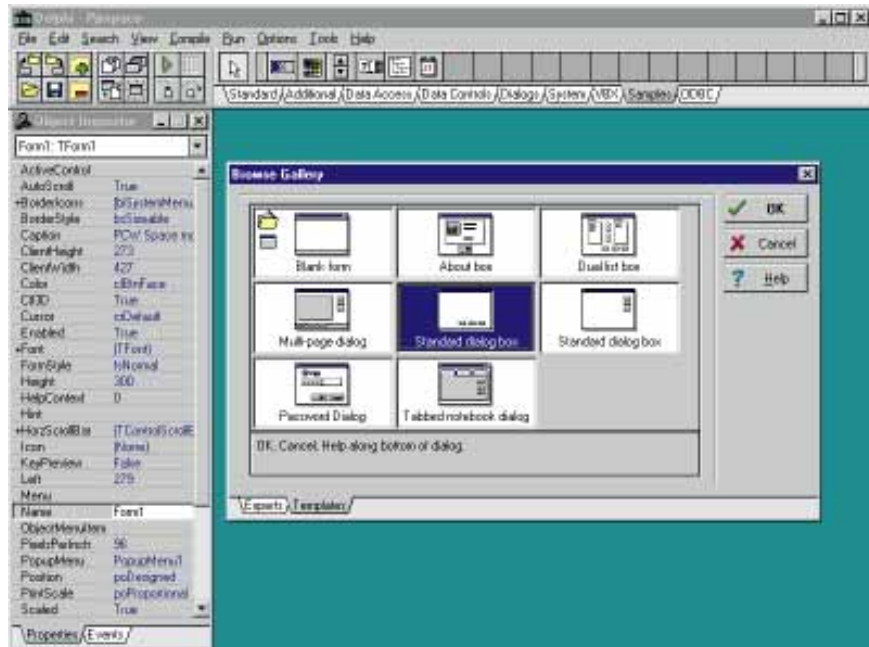 Delphi
File Edit Search View Compile Run Options Tools Help
Standard Additional Data Access Data Controls Dialogs System VBX Samples ODBC
Object Inspector
Form1: TForm1
ActiveControl
AutoScroll True
+BorderIcons [biSystemMenu,
BorderStyle bsSizeable
Caption PCW Space
ClientHeight 273
ClientWidth 427
Color clBtnFace
Ctl3D True
Cursor crDefault
Enabled True
+Font (TFont)
FormStyle fsNormal
Height 300
HelpContext 0
Hint
+HorzScrollBar (TControlScrollB
Icon (None)
KeyPreview False
Left 279
Menu
Name Form1
ObjectMenuItem
PixelsPerInch 96
PopupMenu PopupMenu1
Position poDesigned
PrintScale poProportional
Scaled True
Properties Events
Browse Gallery
Blank form
About box
Dual list box
Multi-page dialog
Standard dialog box
Standard dialog box
Password Dialog
Tabbed notebook dialog
OK, Cancel, Help along bottom of dialog.
Experts Templates
OK
Cancel
Help